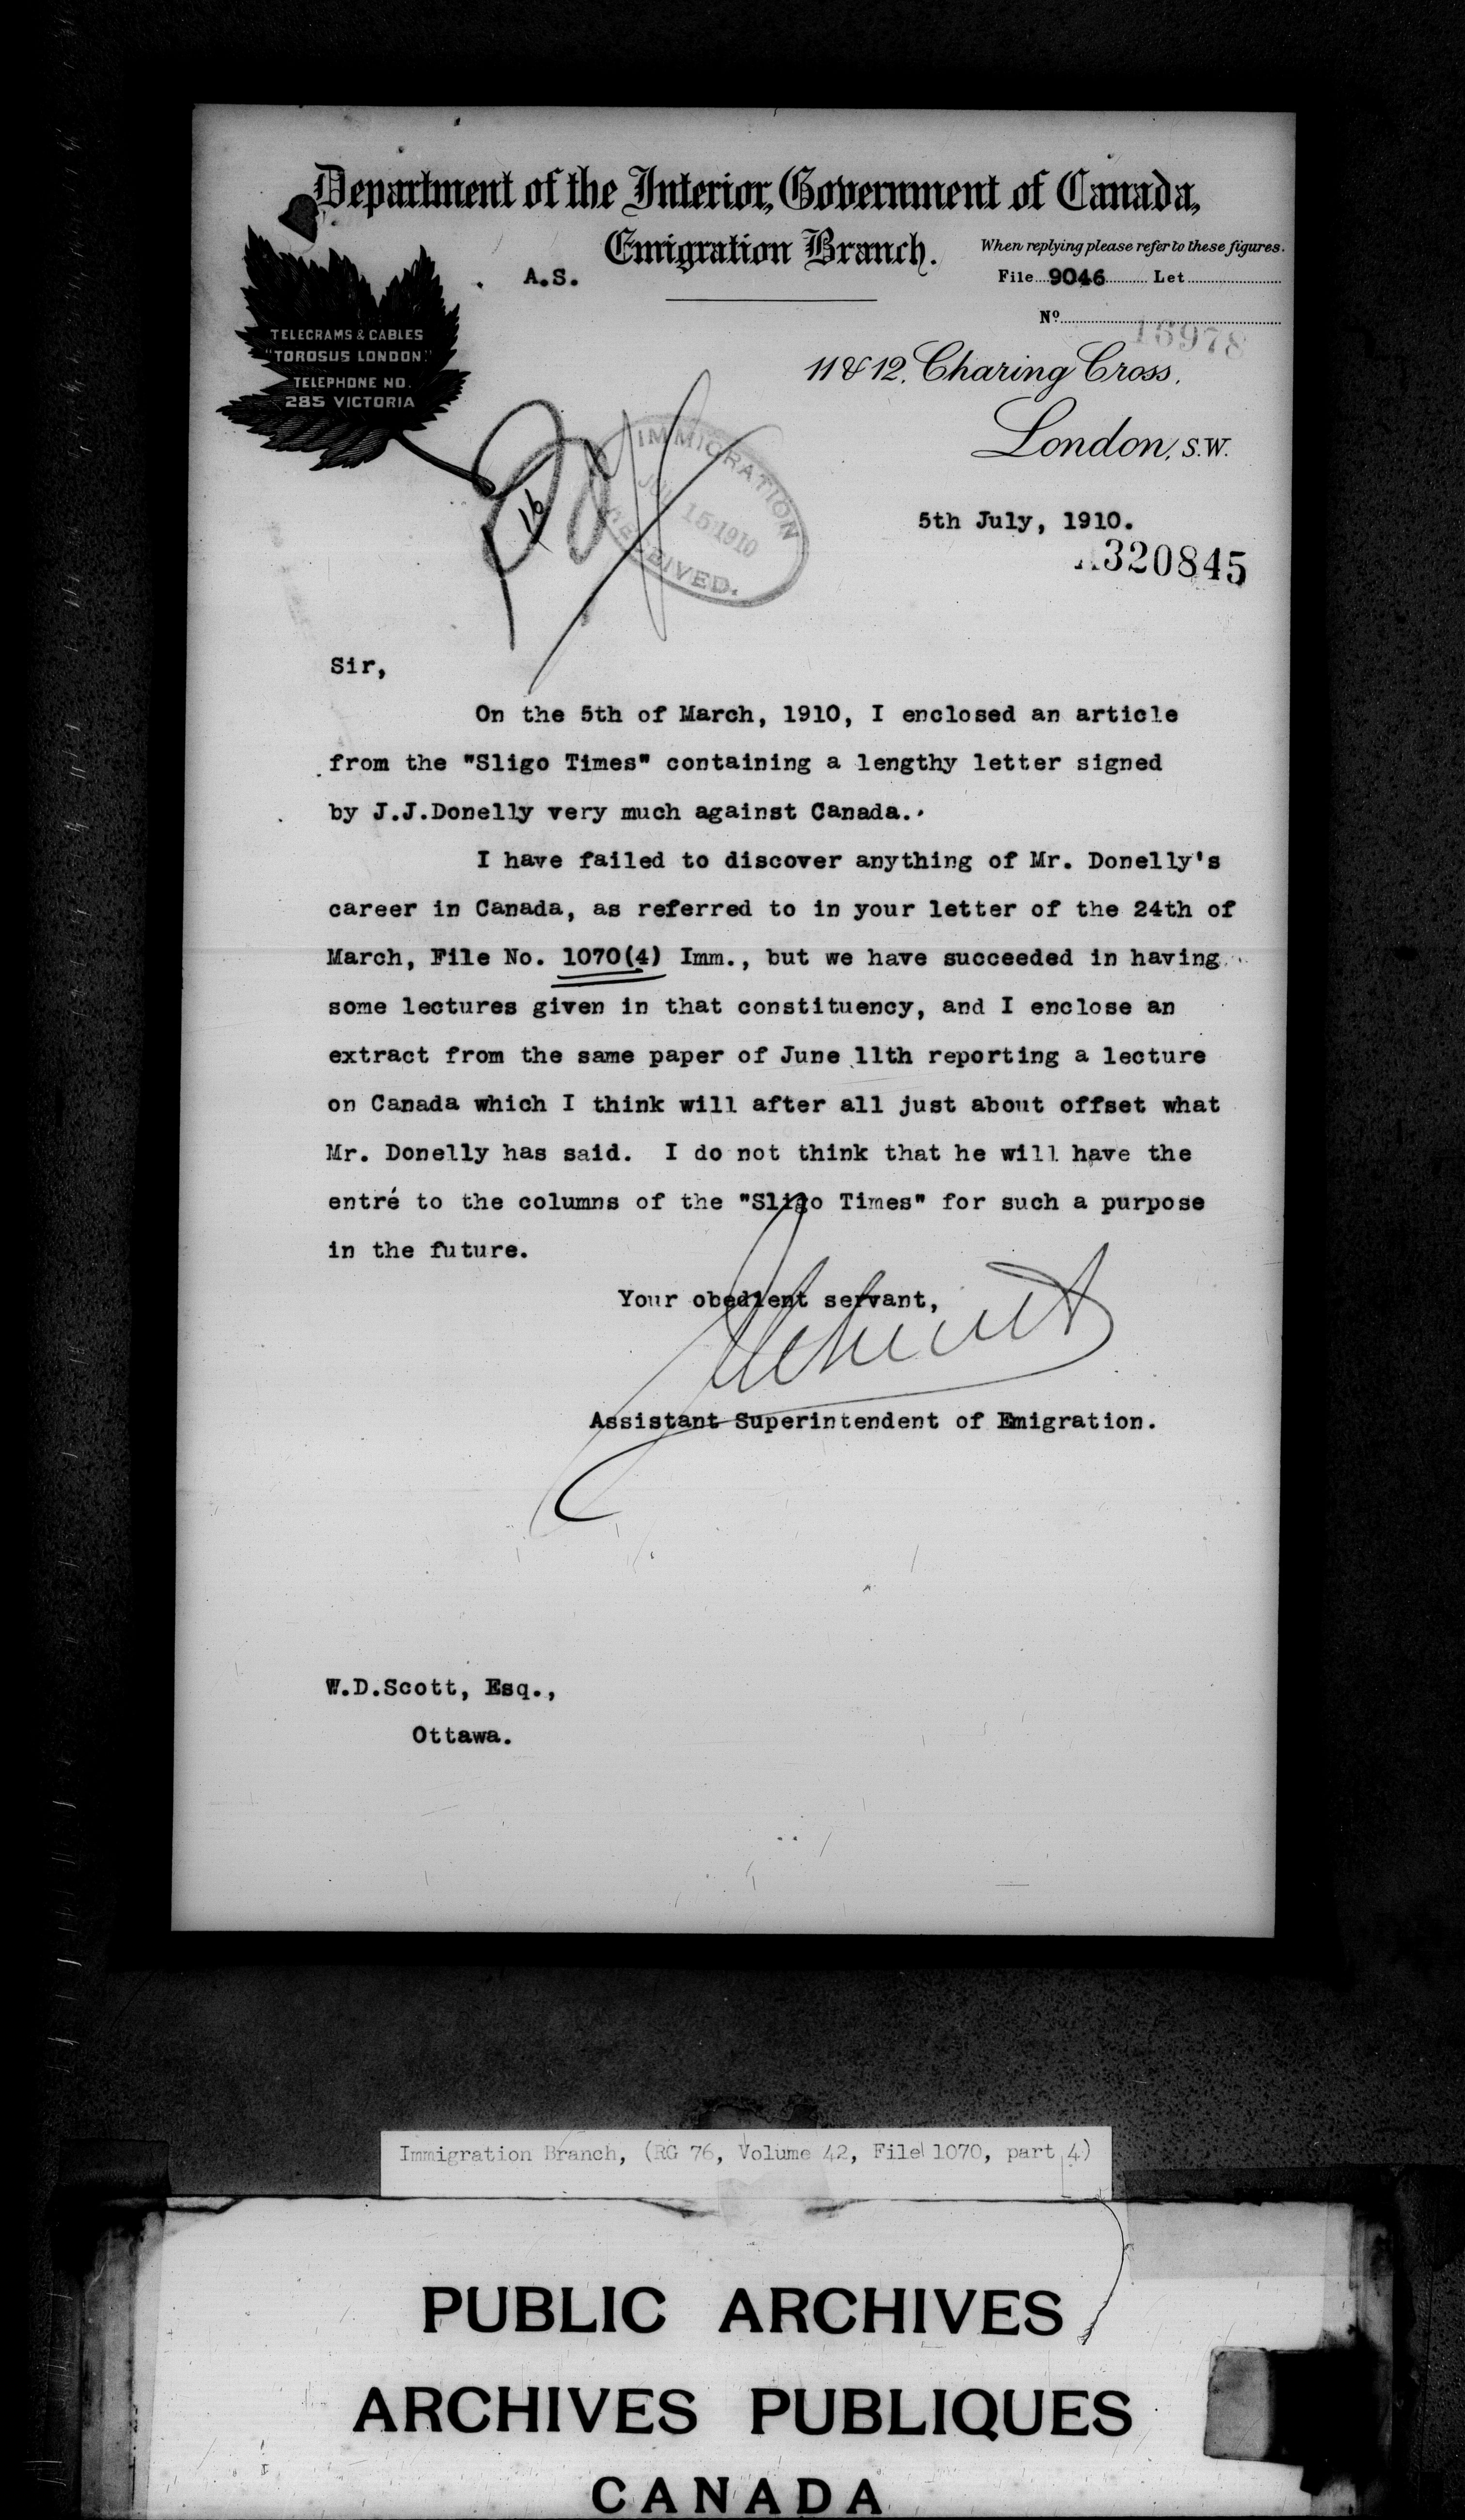 Department of the Interior, Government of Canada,
Emigration Branch.
When replying please refer to these figures.
A.S.
File 9046 Let
No
16978
TELEGRAMS & CABLES
"TOROSUS LONDON."
TELEPHONE NO.
285 VICTORIA
11 & 12, Charing Cross,
London, S.W.
IMMIGRATION
JUL 15 1910
RECEIVED.
16
5th July, 1910.
A320845
Sir,
On the 5th of March, 1910, I enclosed an article
from the "Sligo Times" containing a lengthy letter signed
by J.J.Donelly very much against Canada.
I have failed to discover anything of Mr. Donelly's
career in Canada, as referred to in your letter of the 24th of
March, File No. 1070(4) Imm., but we have succeeded in having
some lectures given in that constituency, and I enclose an
extract from the same paper of June 11th reporting a lecture
on Canada which I think will after all just about offset what
Mr. Donelly has said. I do not think that he will have the
entré to the columns of the "Sligo Times" for such a purpose
in the future.
Your obedient servant,
Assistant Superintendent of Emigration.
W.D.Scott, Esq.,
Ottawa.
Immigration Branch, (RG 76, Volume 42, File 1070, part 4)
PUBLIC ARCHIVES
ARCHIVES PUBLIQUES
CANADA